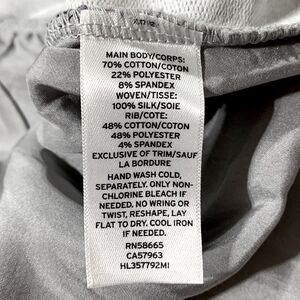 MAIN BODY/CORPS:
70% COTTON/COTON
22% POLYESTER
8% SPANDEX
WOVEN/TISSE:
100% SILK/SOIE
RIB/COTE:
48% COTTON/COTON
48% POLYESTER
4% SPANDEX
EXCLUSIVE OF TRIM/SAUF
LA BORDURE
HAND WASH COLD,
SEPARATELY. ONLY NON-
CHLORINE BLEACH IF
NEEDED. NO WRING OR
TWIST, RESHAPE, LAY
FLAT TO DRY. COOL IRON
IF NEEDED.
RN58665
CA57963
HL357792MI